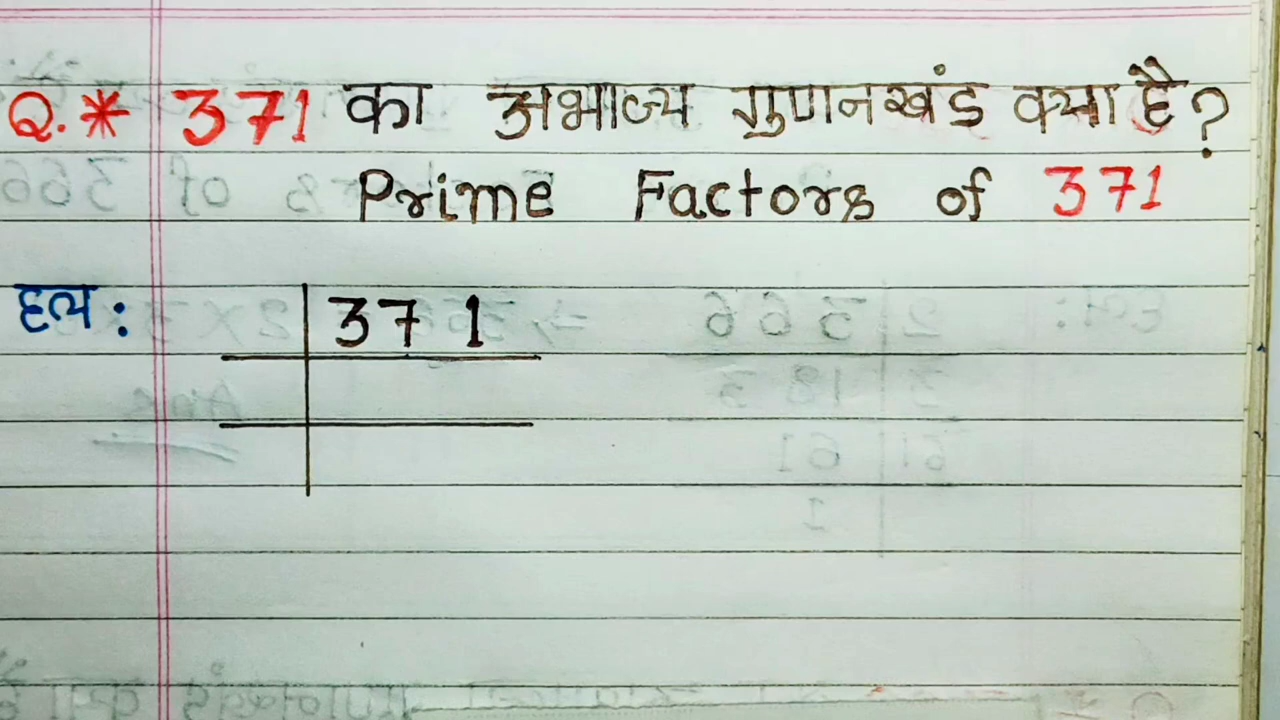 Q.* 371 का अभाज्य गुणनखंड क्या है?
Prime Factors of 371
हल :
371